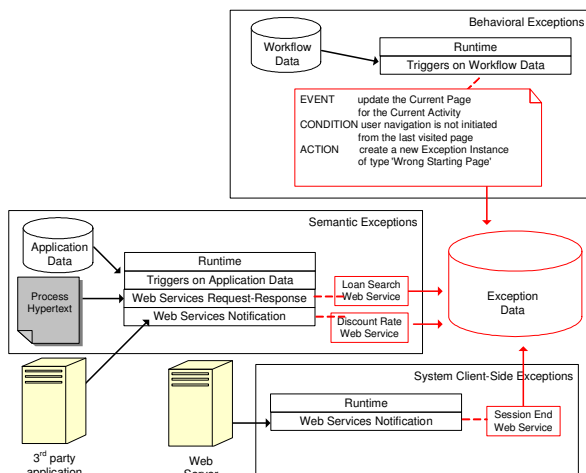 Behavioral Exceptions
Workflow
Data
Runtime
Triggers on Workflow Data
EVENT update the Current Page
for the Current Activity
CONDITION user navigation is not initiated
from the last visited page
ACTION create a new Exception Instance
of type 'Wrong Starting Page'
Semantic Exceptions
Application
Data
Runtime
Triggers on Application Data
Web Services Request-Response
Web Services Notification
Process
Hypertext
Loan Search
Web Service
Discount Rate
Web Service
Exception
Data
System Client-Side Exceptions
Runtime
Web Services Notification
Session End
Web Service
3rd party
application
Web
Server